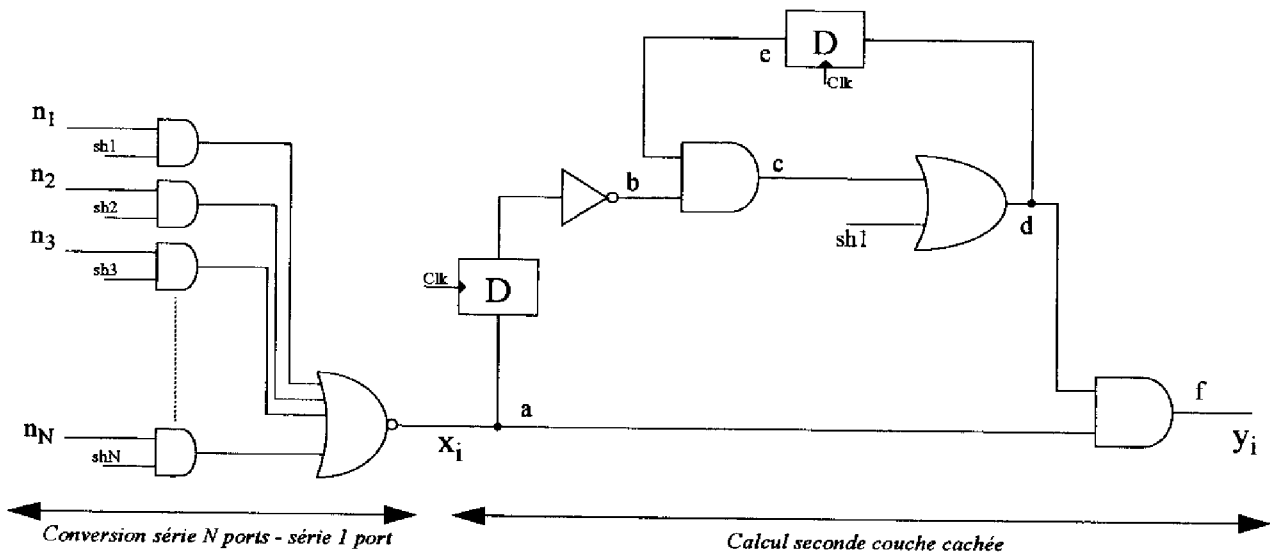 D
e
Clk
n1
sh1
n2
sh2
n3
sh3
b
c
sh1
d
Clk
D
a
xi
f
yi
nN
shN
Conversion série N ports - série 1 port
Calcul seconde couche cachée